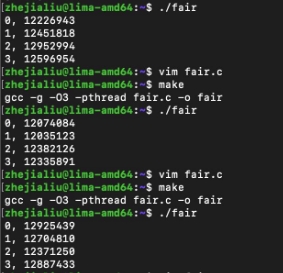 [zhejialiu@lima-amd64:~$ ./fair
0, 12226943
1, 12451818
2, 12952994
3, 12596954
[zhejialiu@lima-amd64:~$ vim fair.c
[zhejialiu@lima-amd64:~$ make
gcc -g -O3 -pthread fair.c -o fair
[zhejialiu@lima-amd64:~$ ./fair
0, 12074084
1, 12035123
2, 12382126
3, 12335891
[zhejialiu@lima-amd64:~$ vim fair.c
[zhejialiu@lima-amd64:~$ make
gcc -g -O3 -pthread fair.c -o fair
[zhejialiu@lima-amd64:~$ ./fair
0, 12925439
1, 12704810
2, 12371250
3, 12887433